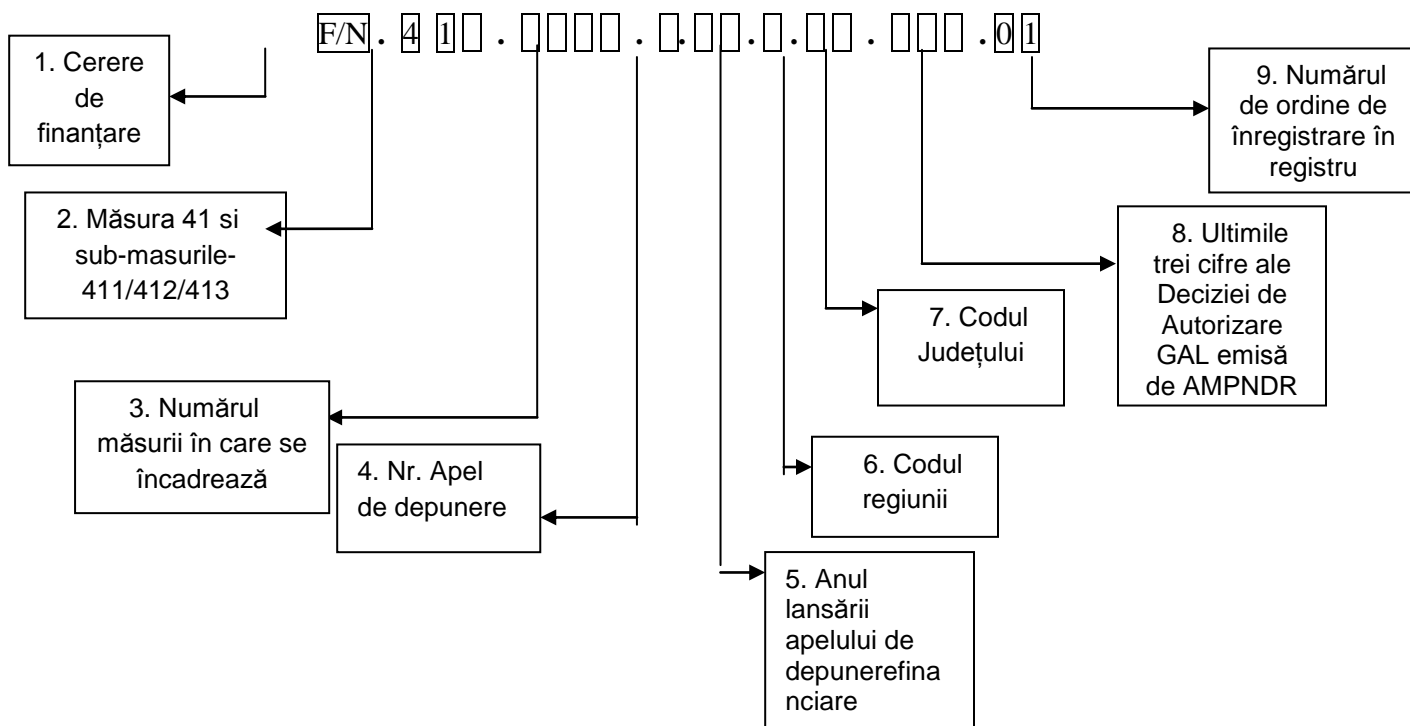 F/N. 4 1 . . . . . . .0 1
1. Cerere
de
finanțare
9. Numărul
de ordine de
înregistrare în
registru
2. Măsura 41 si
sub-masurile-
411/412/413
8. Ultimile
trei cifre ale
Deciziei de
Autorizare
GAL emisă
de AMPNDR
7. Codul
Județului
3. Numărul
măsurii în care se
încadrează
4. Nr. Apel
de depunere
6. Codul
regiunii
5. Anul
lansării
apelului de
depunerefina
nciare